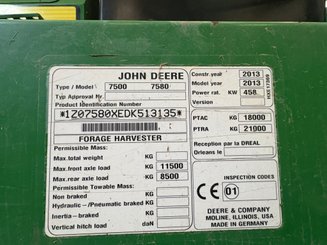 JOHN DEERE
Type / Model 7500 7580
Typ Approval Nr.
Product Identification Number
*1Z07580XEDK513135*
FORAGE HARVESTER
Permissible Mass:
Max.total weight KG
Max.front axle load KG 11500
Max.rear axle load KG 8500
Permissible Towable Mass:
Non braked KG
Hydraulic –/Pneumatic braked KG
Inertia – braked KG
Vertical hitch load daN
Constr.year 2013
Model year 2013
Power rat. KW 458
Version
PTAC KG 18000
PTRA KG 21000
Reception par la DREAL
Orleans le
INSPECTION CODES
CE 01
DEERE & COMPANY
MOLINE, ILLINOIS, USA
MADE IN GERMANY